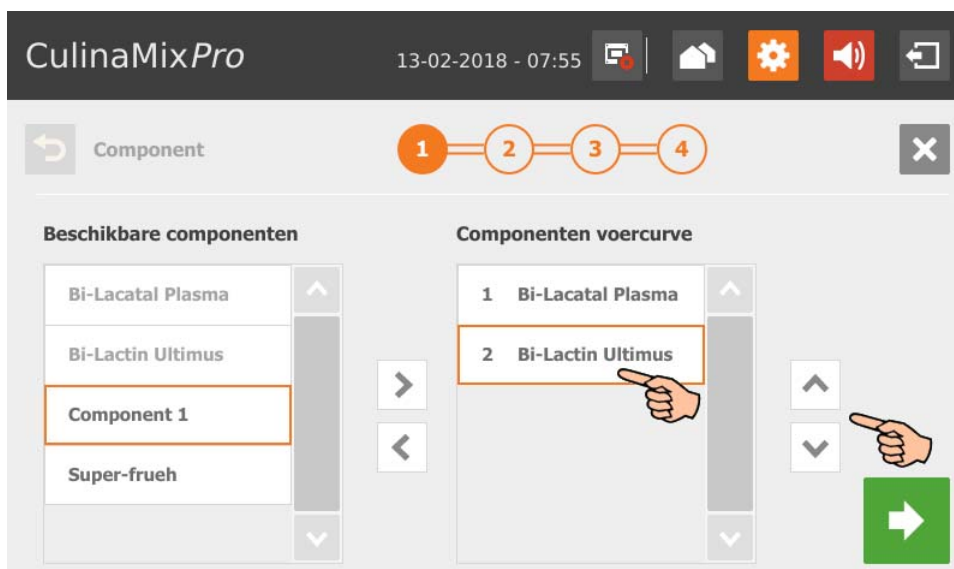 CulinaMixPro 13-02-2018 - 07:55
Component 1 2 3 4
Beschikbare componenten Componenten voercurve
Bi-Lacatal Plasma 1 Bi-Lacatal Plasma
Bi-Lactin Ultimus 2 Bi-Lactin Ultimus
Component 1
Super-frueh